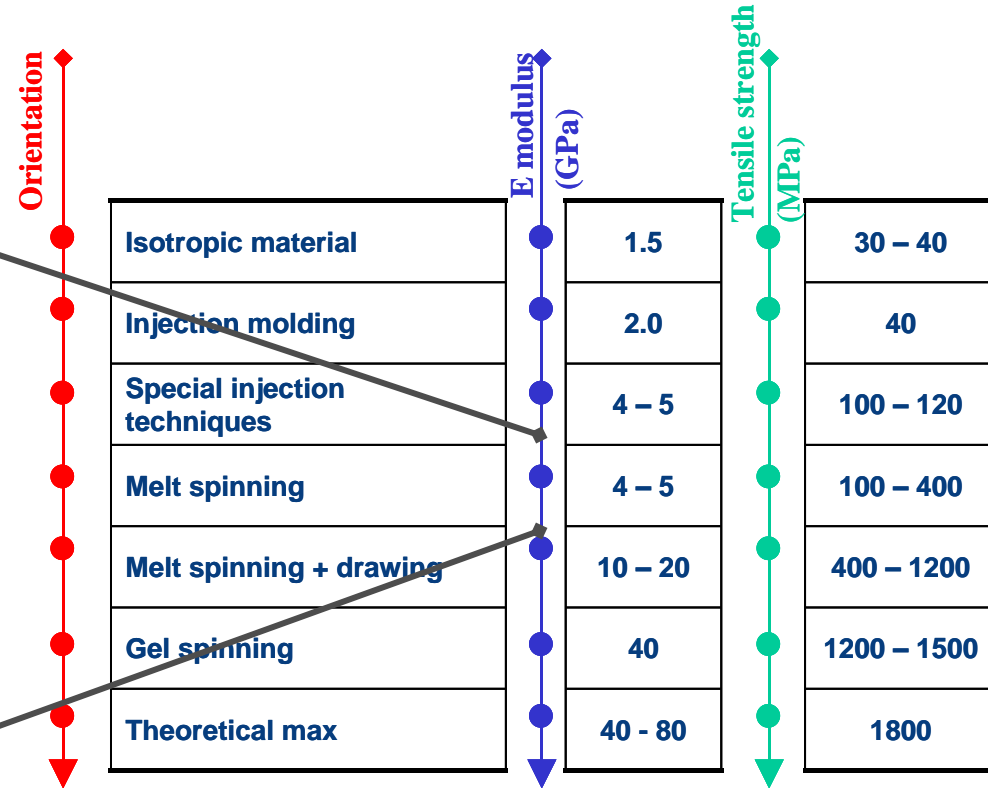 Orientation
E modulus
(GPa)
Tensile strength
(MPa)
Isotropic material
1.5
30 – 40
Injection molding
2.0
40
Special injection
techniques
4 – 5
100 – 120
Melt spinning
4 – 5
100 – 400
Melt spinning + drawing
10 – 20
400 – 1200
Gel spinning
40
1200 – 1500
Theoretical max
40 - 80
1800